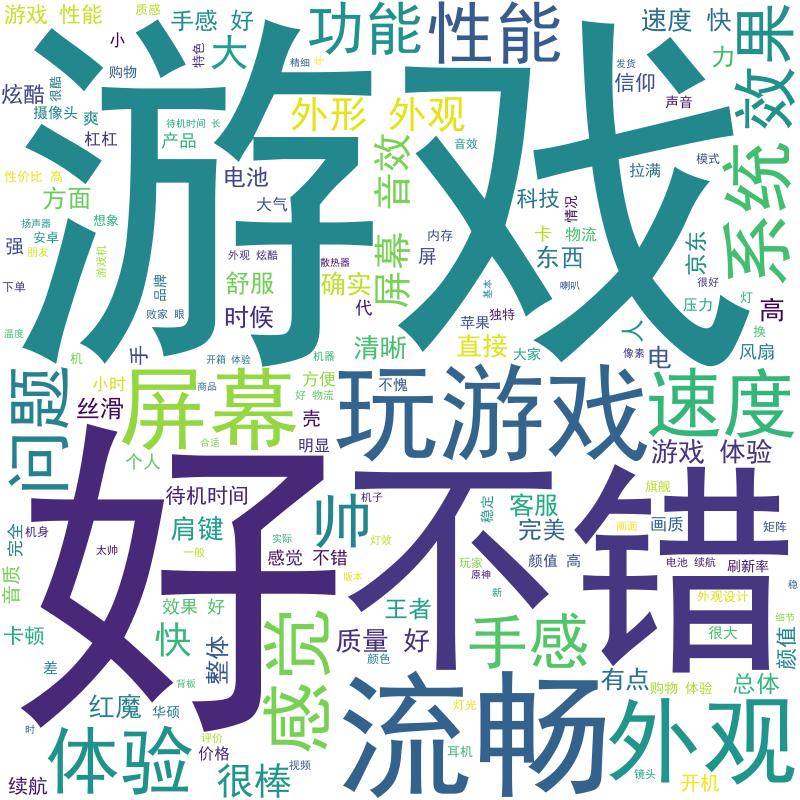 游戏 性能
质感
手感 好
功能
性能
速度 快
效果
小
特色
大
精细
发货
信仰
力
炫酷
很酷
购物
声音
摄像头
爽
待机时间 长
外形 外观
杠杠
产品
音效
音效
模式
性价比 高
电池
拉满
系统
方面
大气
科技
情况
扬声器
想象
卡
物流
强
安卓
内存
京东
朋友
外观 炫酷
屏
东西
游戏机
散热器
屏幕
游戏
下单
品牌
舒服
确实
基本
喇叭
很好
败家 眼
时候
代
苹果
独特
压力
灯
高
温度
人
换
机
手
开箱 体验
机器
清晰
直接
大家
像素
电
风扇
问题
小时
屏幕
商品
方便
不愧
玩游戏
速度
好 物流
丝滑
壳
合适
明显
游戏 体验
个人
待机时间
机子
稳定
客服
旗舰
完全
机身
肩键
帅
完美
画面
画质
矩阵
太帅
实际
灯效
好
不错
一般
感觉 不错
玩家
颜值 高
电池 续航
刷新率
音质
原神
版本
新
稳
外观设计
细节
效果 好
王者
卡顿
快
感觉
质量 好
手感
很大
颜值
差
整体
颜色
背板
流畅
有点
购物 体验
总体
红魔
华硕
灯光
外观
时
体验
评价
价格
耳机
续航
很棒
视频
镜头
开机